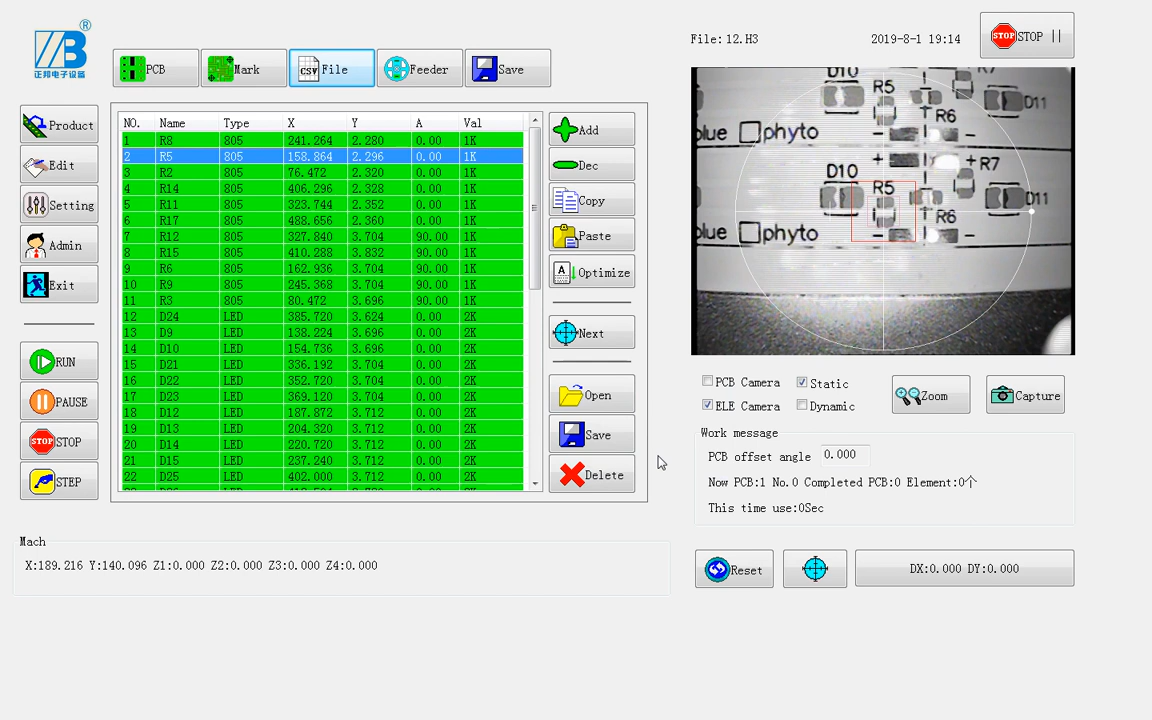 ®
正邦电子设备
PCB
Mark
CSV File
Feeder
Save
File:12.H3
2019-8-1 19:14
STOP STOP ||
Product
Edit
Setting
Admin
Exit
RUN
PAUSE
STOP STOP
STEP
NO. Name Type X Y A Val
1 R8 805 241.264 2.280 0.00 1K
2 R5 805 158.864 2.296 0.00 1K
3 R2 805 76.472 2.320 0.00 1K
4 R14 805 406.296 2.328 0.00 1K
5 R11 805 323.744 2.352 0.00 1K
6 R17 805 488.656 2.360 0.00 1K
7 R12 805 327.840 3.704 90.00 1K
8 R15 805 410.288 3.832 90.00 1K
9 R6 805 162.936 3.704 90.00 1K
10 R9 805 245.368 3.704 90.00 1K
11 R3 805 80.472 3.696 90.00 1K
12 D24 LED 385.720 3.624 0.00 2K
13 D9 LED 138.224 3.696 0.00 2K
14 D10 LED 154.736 3.696 0.00 2K
15 D21 LED 336.192 3.704 0.00 2K
16 D22 LED 352.720 3.704 0.00 2K
17 D23 LED 369.120 3.704 0.00 2K
18 D12 LED 187.872 3.712 0.00 2K
19 D13 LED 204.320 3.712 0.00 2K
20 D14 LED 220.720 3.712 0.00 2K
21 D15 LED 237.240 3.712 0.00 2K
22 D25 LED 402.000 3.712 0.00 2K
Add
Dec
Copy
Paste
A Optimize
Next
Open
Save
Delete
D10 R5 R7
D11
R6
lue phyto
D10 R5 R7
D11
R6
lue phyto
PCB Camera Static
ELE Camera Dynamic
Zoom
Capture
Work message
PCB offset angle 0.000
Now PCB:1 No.0 Completed PCB:0 Element:0个
This time use:0Sec
Mach
X:189.216 Y:140.096 Z1:0.000 Z2:0.000 Z3:0.000 Z4:0.000
Reset
DX:0.000 DY:0.000